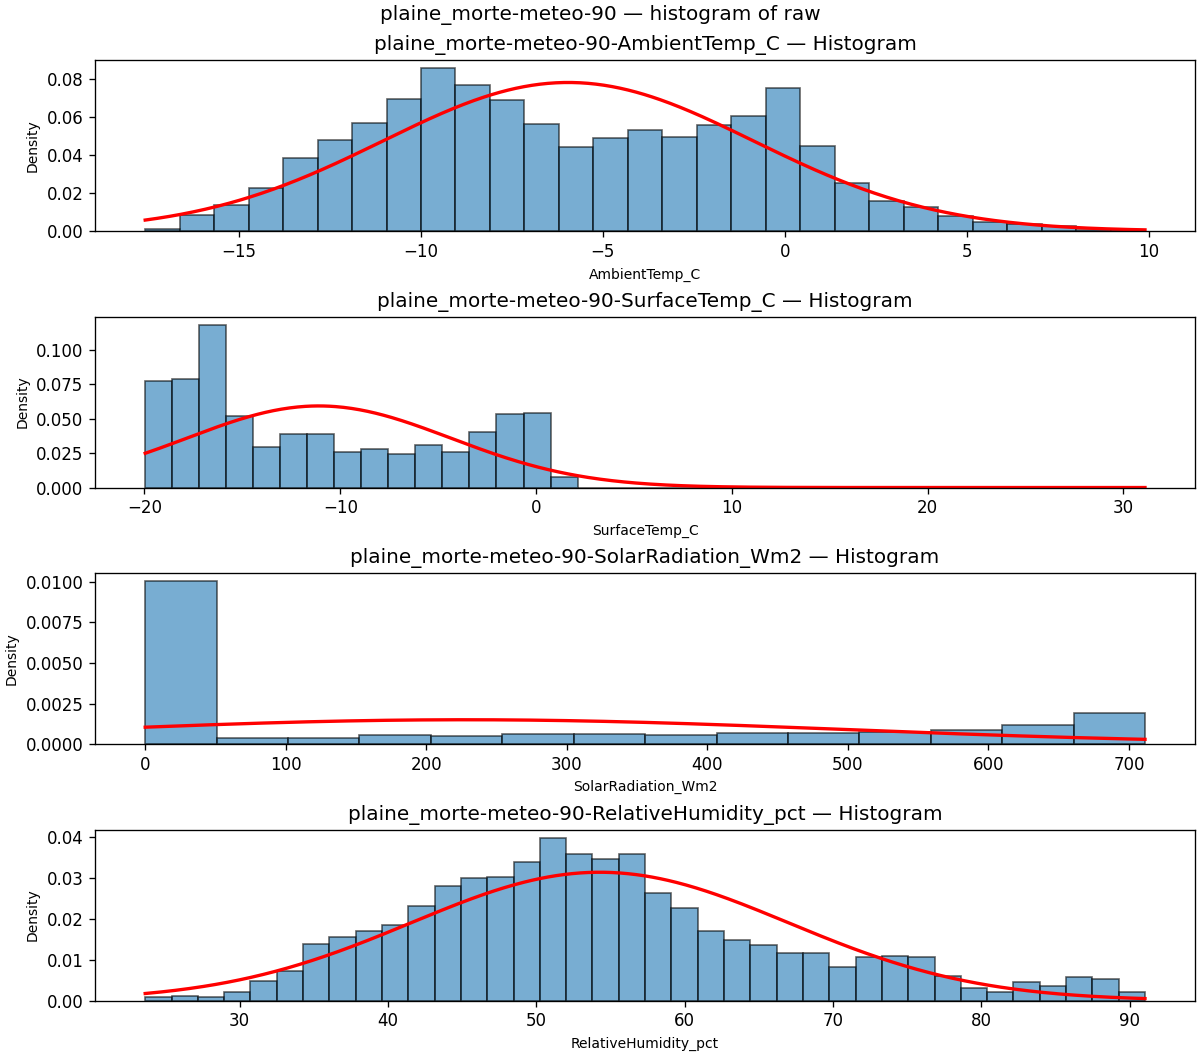 plaine_morte-meteo-90 — histogram of raw
plaine_morte-meteo-90-AmbientTemp_C — Histogram
Density
0.08
0.06
0.04
0.02
0.00
−15 −10 −5 0 5 10
AmbientTemp_C
plaine_morte-meteo-90-SurfaceTemp_C — Histogram
Density
0.100
0.075
0.050
0.025
0.000
−20 −10 0 10 20 30
SurfaceTemp_C
plaine_morte-meteo-90-SolarRadiation_Wm2 — Histogram
Density
0.0100
0.0075
0.0050
0.0025
0.0000
0 100 200 300 400 500 600 700
SolarRadiation_Wm2
plaine_morte-meteo-90-RelativeHumidity_pct — Histogram
Density
0.04
0.03
0.02
0.01
0.00
30 40 50 60 70 80 90
RelativeHumidity_pct